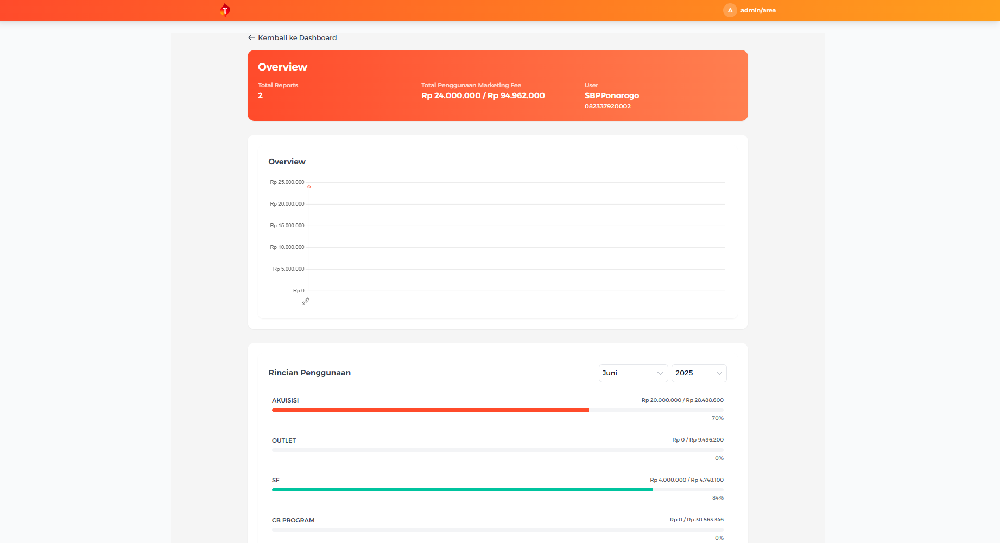 T
A admin/area
← Kembali ke Dashboard
Overview
Total Reports
2
Total Penggunaan Marketing Fee
Rp 24.000.000 / Rp 94.962.000
User
SBPPonorogo
082337920002
Overview
Rp 25.000.000
Rp 20.000.000
Rp 15.000.000
Rp 10.000.000
Rp 5.000.000
Rp 0
Juni
Rincian Penggunaan
Juni
2025
AKUISISI
Rp 20.000.000 / Rp 28.488.600
70%
OUTLET
Rp 0 / Rp 9.496.200
0%
SF
Rp 4.000.000 / Rp 4.748.100
84%
CB PROGRAM
Rp 0 / Rp 30.563.346
0%